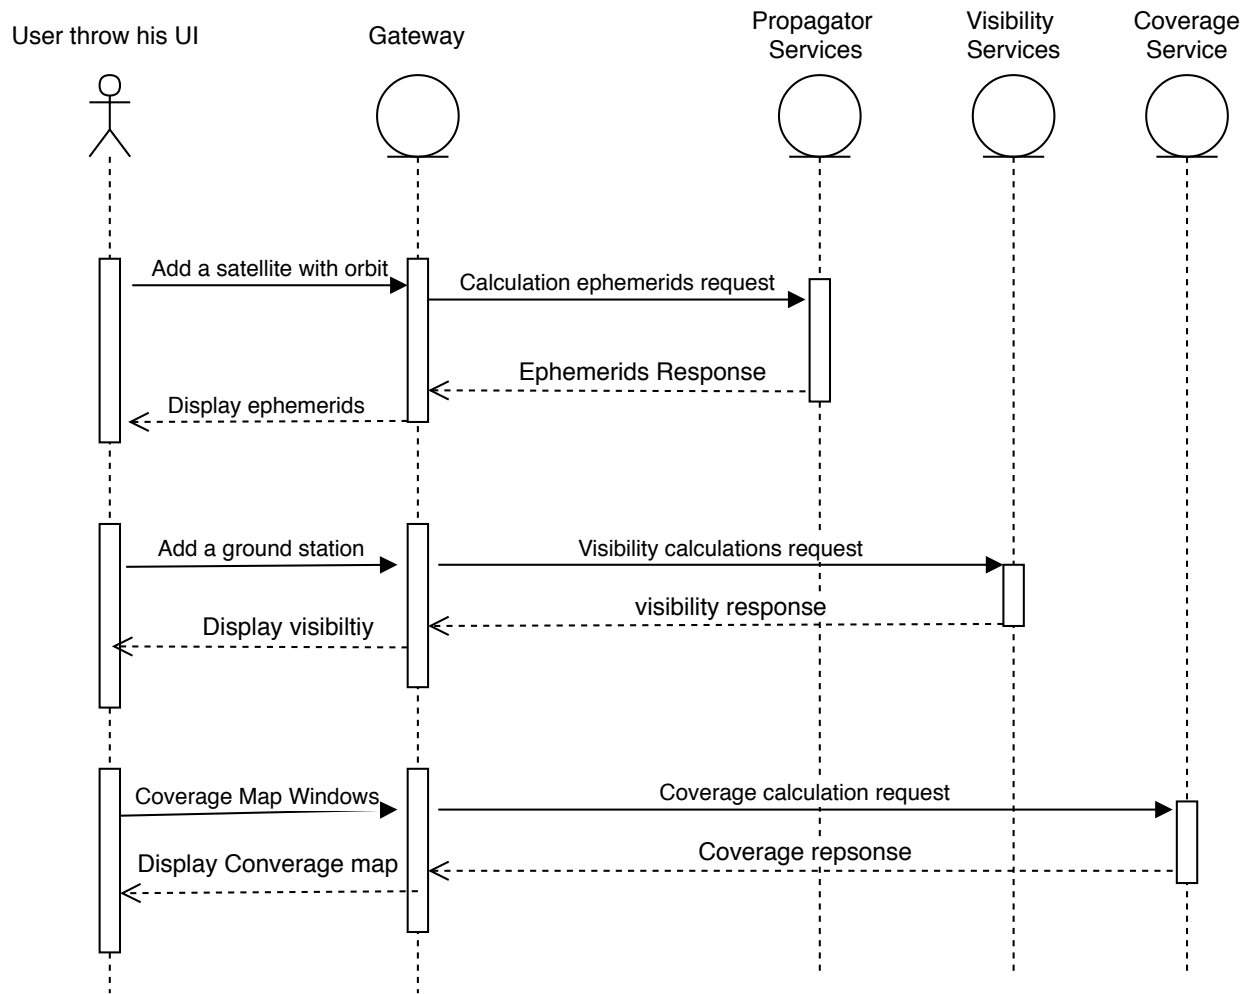 User throw his UI
Gateway
Propagator
Services
Visibility
Services
Coverage
Service
Add a satellite with orbit
Calculation ephemerids request
Ephemerids Response
Display ephemerids
Add a ground station
Visibility calculations request
visibility response
Display visibiltiy
Coverage Map Windows
Coverage calculation request
Coverage repsonse
Display Converage map